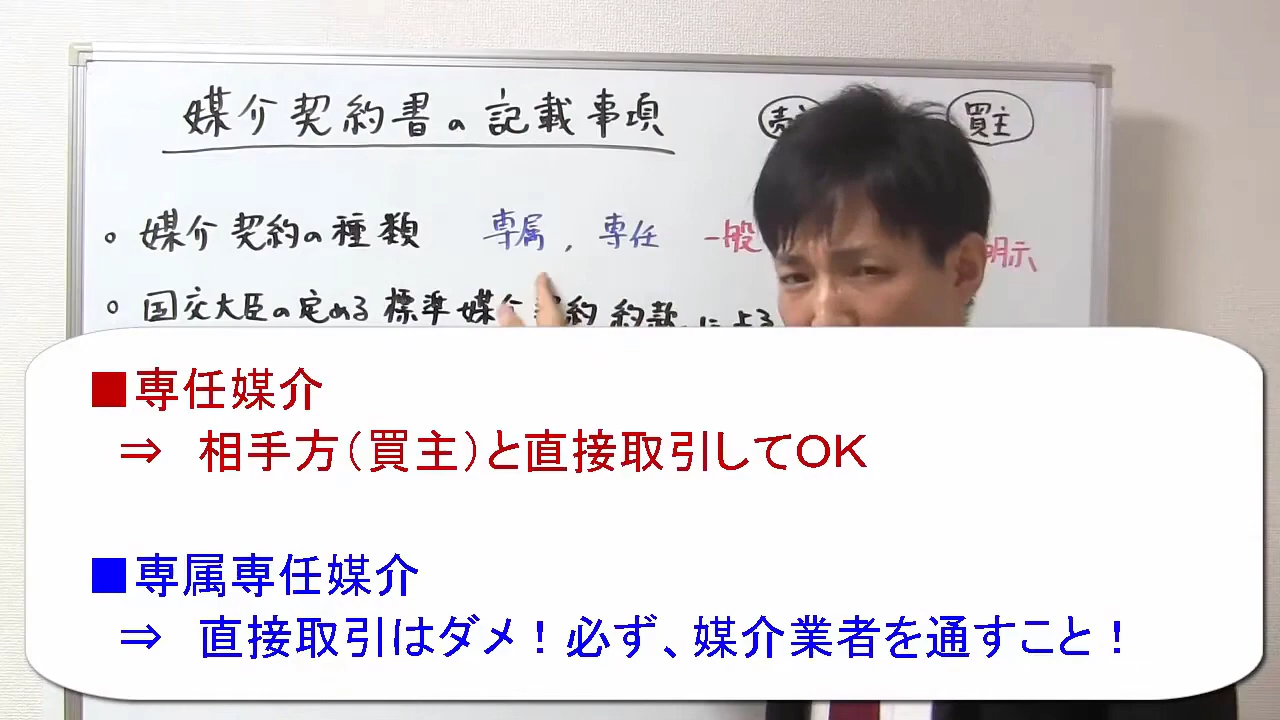 媒介契約書の記載事項
売
買主
○ 媒介契約の種類 専属, 専任 一般 明示
○ 国交大臣の定める標準媒介契約約款による
■専任媒介
⇒ 相手方(買主)と直接取引してOK
■専属専任媒介
⇒ 直接取引はダメ!必ず、媒介業者を通すこと!